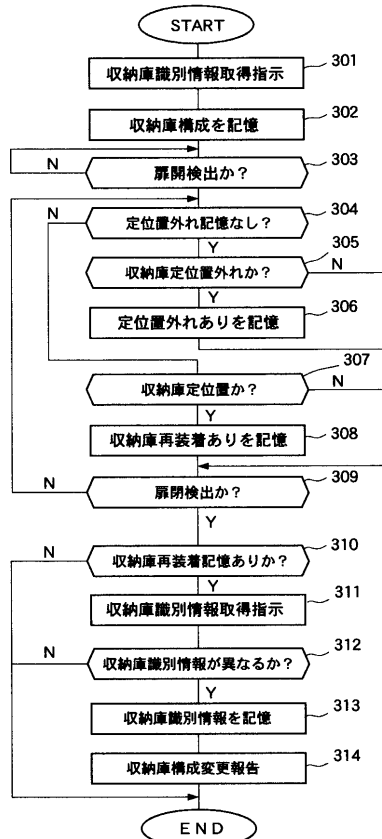 START
収納庫識別情報取得指示 301
収納庫構成を記憶 302
扉開検出か? 303
N
定位置外れ記憶なし? 304
N
Y
収納庫定位置外れか? 305
N
Y
定位置外れありを記憶 306
収納庫定位置か? 307
N
Y
収納庫再装着ありを記憶 308
扉閉検出か? 309
N
Y
収納庫再装着記憶ありか? 310
N
Y
収納庫識別情報取得指示 311
収納庫識別情報が異なるか? 312
N
Y
収納庫識別情報を記憶 313
収納庫構成変更報告 314
END